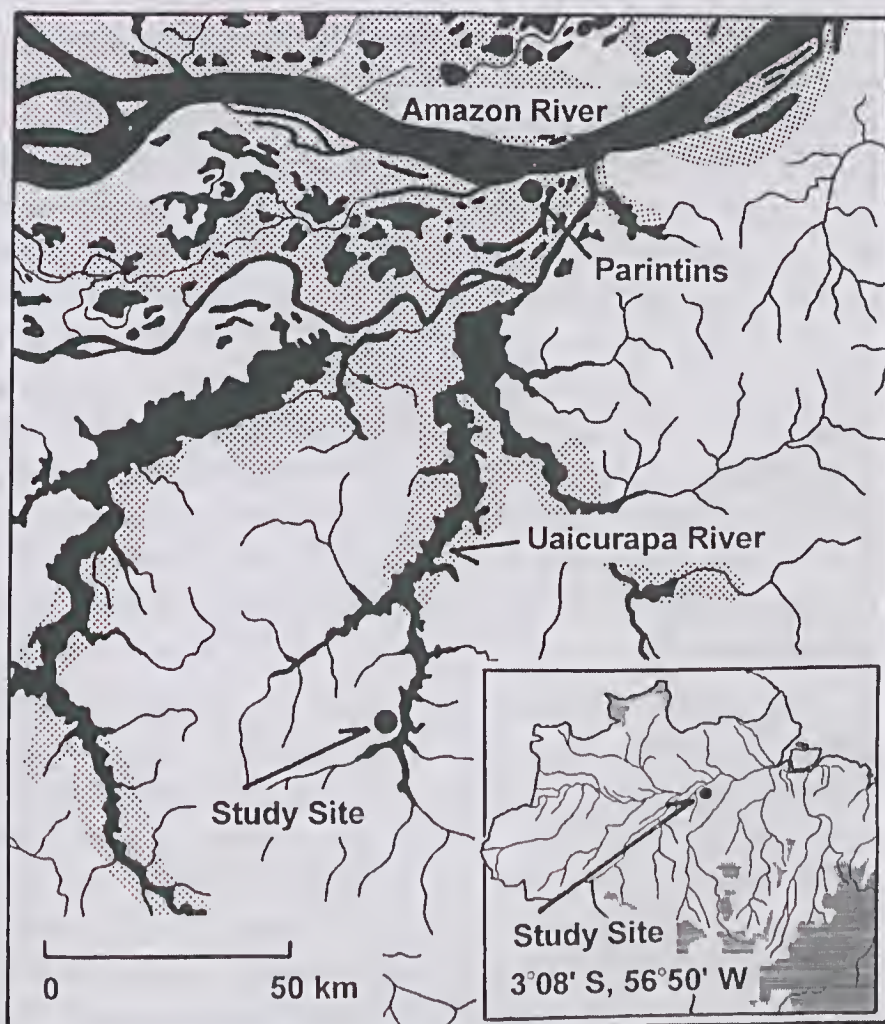 Amazon River
Parintins
Uaicurapa River
Study Site
0 50 km
Study Site
3°08' S, 56°50' W